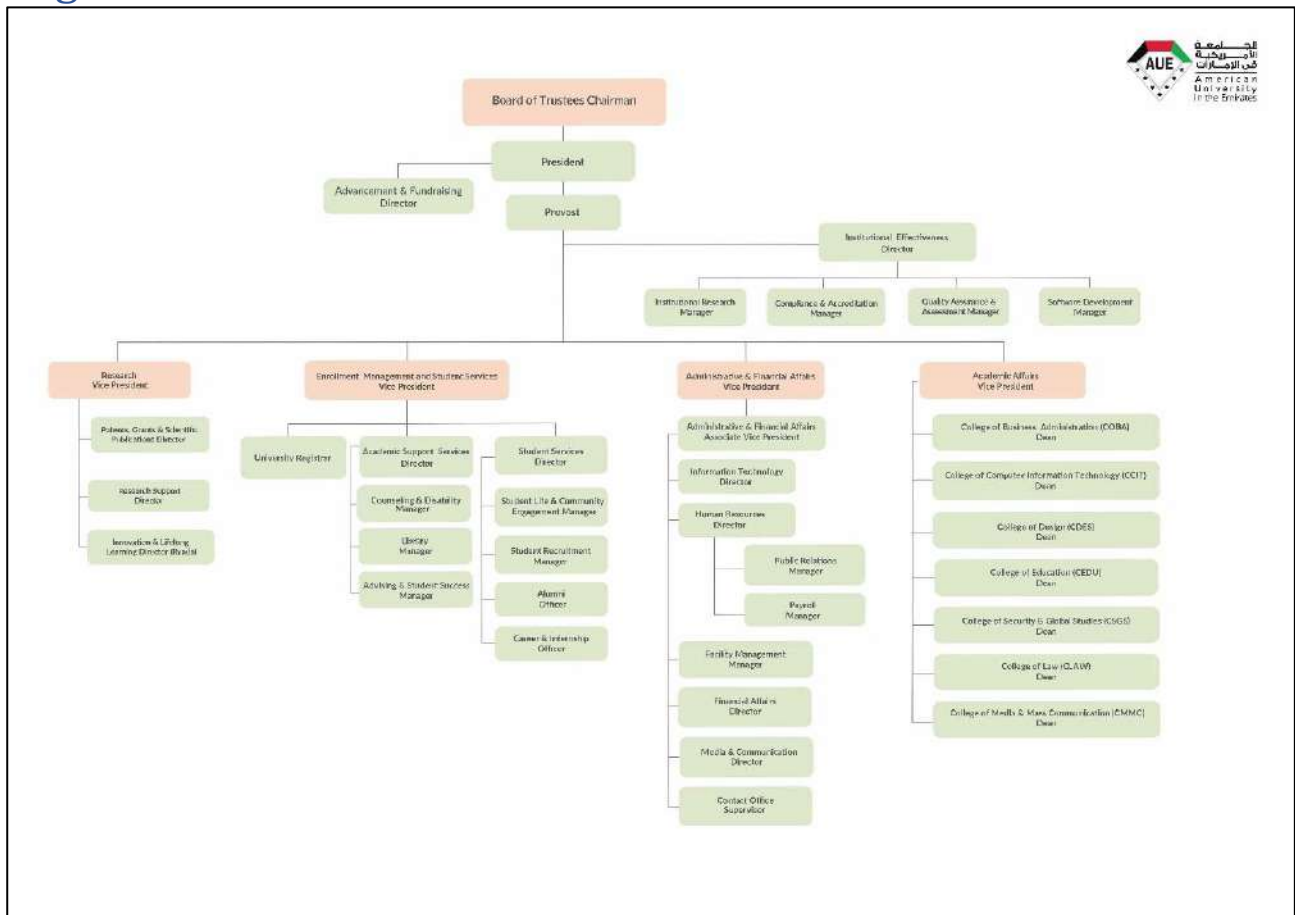 الجــــامعة
الأمــريكية
في الإمارات
AUE
American
University
in the Emirates
Board of Trustees Chairman
President
Advancement & Fundraising
Director
Provost
Institutional Effectiveness
Director
Institutional Research
Manager
Compliance & Accreditation
Manager
Quality Assurance &
Assessment Manager
Software Development
Manager
Research
Vice President
Patents, Grants & Scientific
Publications Director
Research Support
Director
Innovation & Lifelong
Learning Director
Enrollment Management and Student Services
Vice President
University Registrar
Academic Support Services
Director
Counseling & Disability
Manager
Library
Manager
Advising & Student Success
Manager
Student Services
Director
Student Life & Community
Engagement Manager
Student Recruitment
Manager
Alumni
Officer
Career & Internship
Officer
Administrative & Financial Affairs
Vice President
Administrative & Financial Affairs
Associate Vice President
Information Technology
Director
Human Resources
Director
Public Relations
Manager
Payroll
Manager
Facility Management
Manager
Financial Affairs
Director
Media & Communication
Director
Contact Office
Supervisor
Academic Affairs
Vice President
College of Business Administration (COBA)
Dean
College of Computer Information Technology (CCIT)
Dean
College of Design (CDES)
Dean
College of Education (CEDU)
Dean
College of Security & Global Studies (CSGS)
Dean
College of Law (CLAW)
Dean
College of Media & Mass Communication (CMMC)
Dean